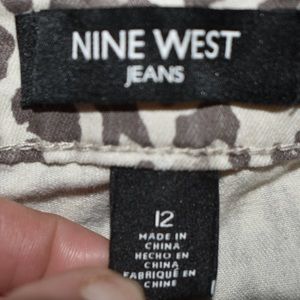 NINE WEST
JEANS
12
MADE IN
CHINA
HECHO EN
CHINA
FABRIQUÉ EN
CHINE